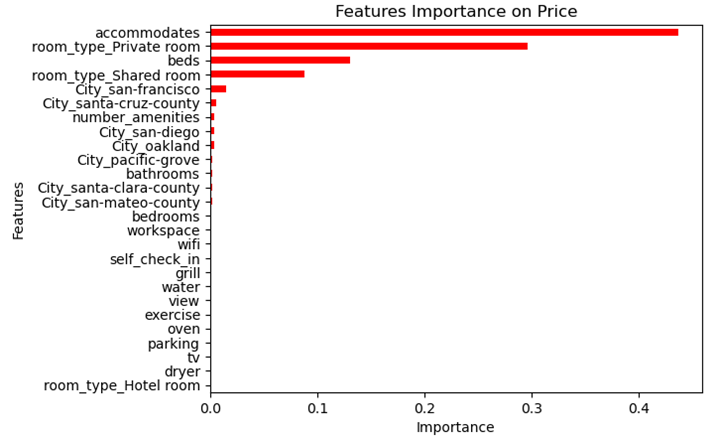 Features Importance on Price
accommodates
room_type_Private room
beds
room_type_Shared room
City_san-francisco
City_santa-cruz-county
number_amenities
City_san-diego
City_oakland
City_pacific-grove
bathrooms
City_santa-clara-county
City_san-mateo-county
bedrooms
workspace
wifi
self_check_in
grill
water
view
exercise
oven
parking
tv
dryer
room_type_Hotel room
Features
0.0 0.1 0.2 0.3 0.4
Importance